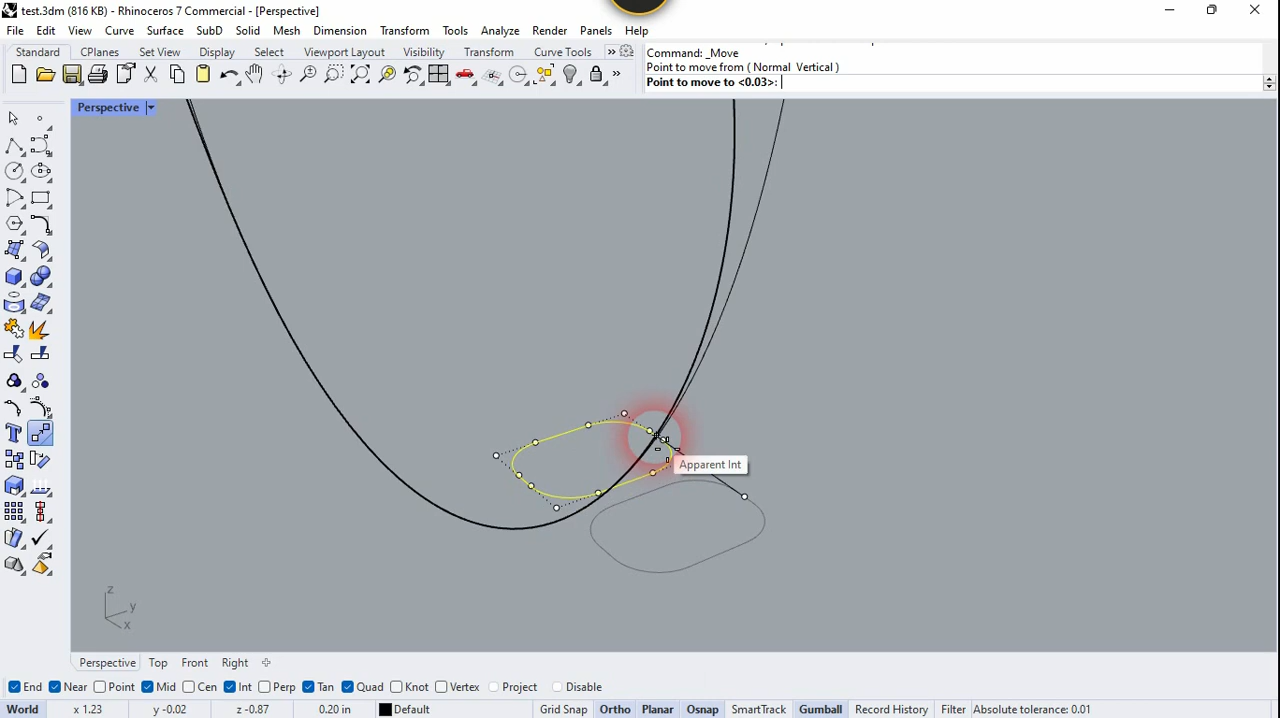 test.3dm (816 KB) - Rhinoceros 7 Commercial - [Perspective]
File Edit View Curve Surface SubD Solid Mesh Dimension Transform Tools Analyze Render Panels Help
Standard CPlanes Set View Display Select Viewport Layout Visibility Transform Curve Tools »
Command: _Move
Point to move from ( Normal Vertical )
Point to move to <0.03>:
Perspective
Apparent Int
z
y
x
Perspective Top Front Right
End Near Point Mid Cen Int Perp Tan Quad Knot Vertex Project Disable
World x 1.23 y -0.02 z -0.87 0.20 in Default Grid Snap Ortho Planar Osnap SmartTrack Gumball Record History Filter Absolute tolerance: 0.01